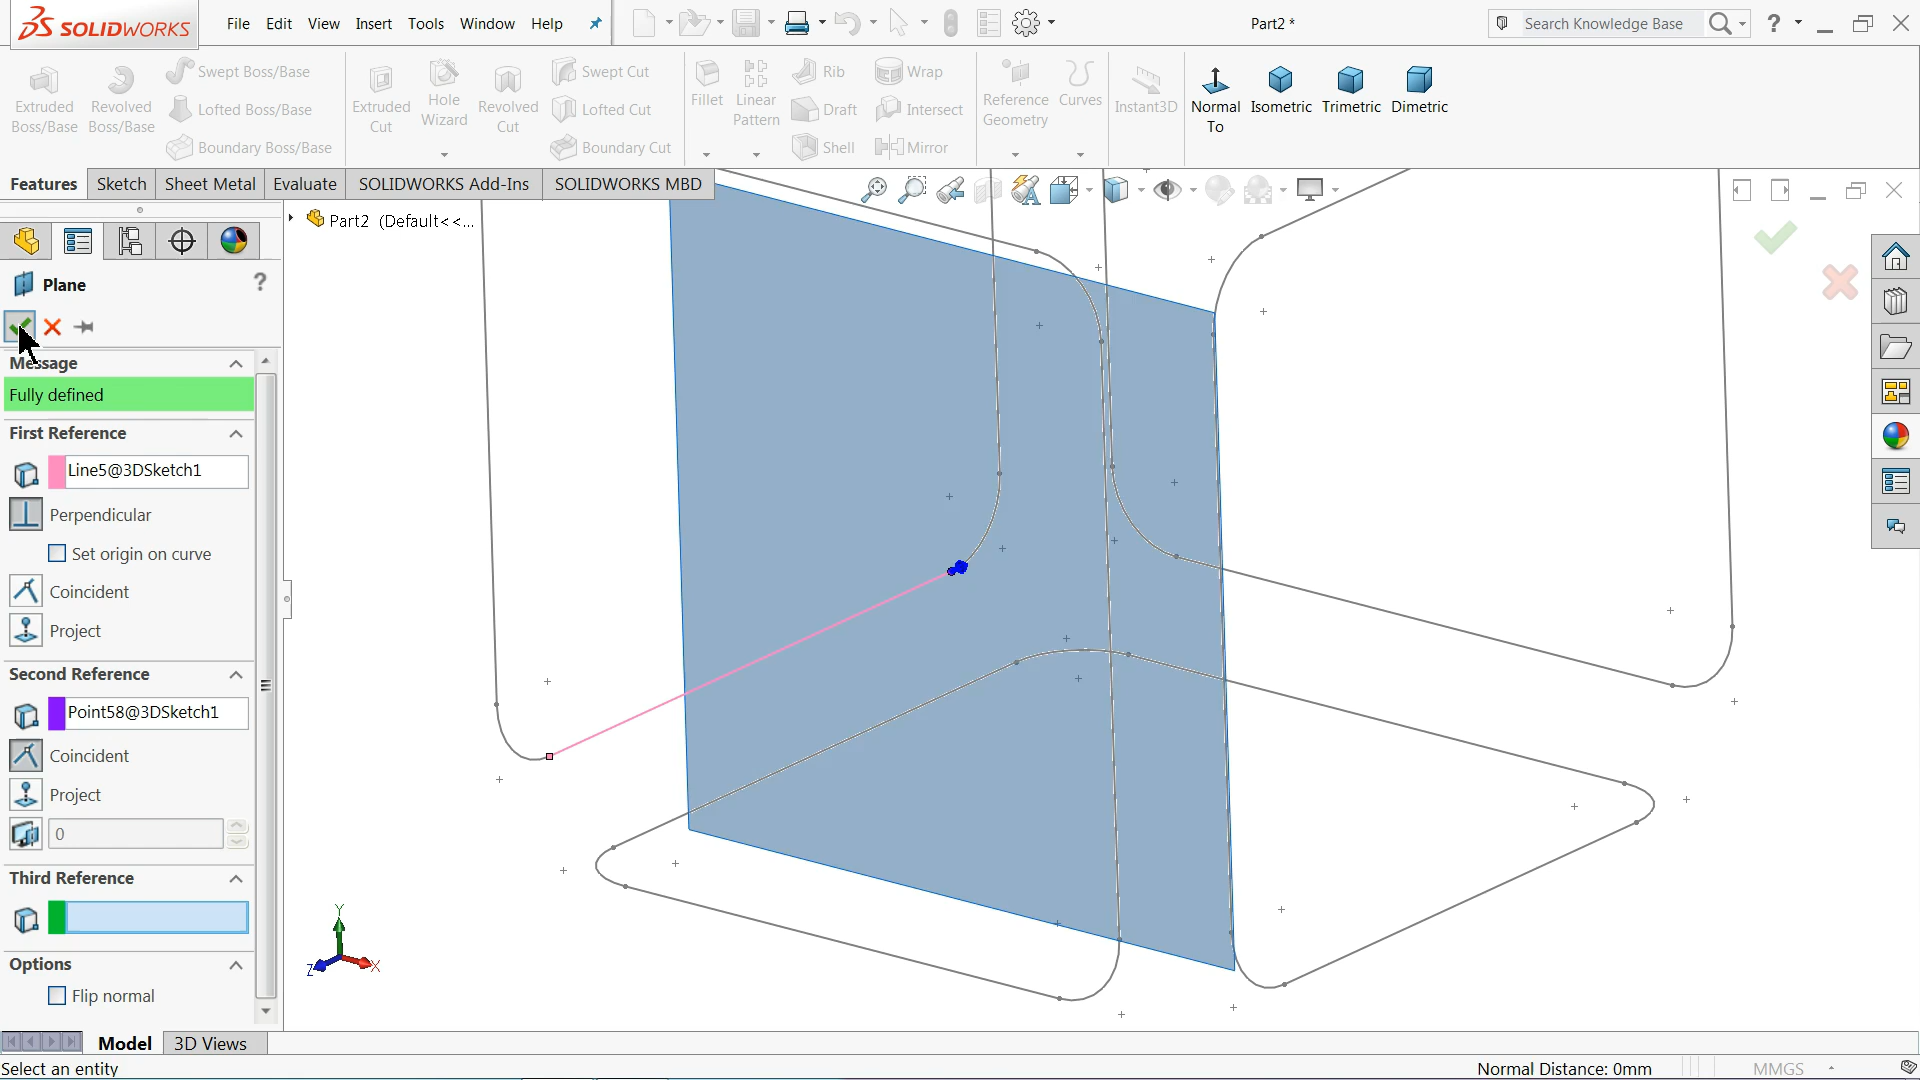 SOLIDWORKS
File Edit View Insert Tools Window Help
Part2 *
Search Knowledge Base
?
Extruded Boss/Base
Revolved Boss/Base
Swept Boss/Base
Lofted Boss/Base
Boundary Boss/Base
Extruded Cut
Hole Wizard
Revolved Cut
Swept Cut
Lofted Cut
Boundary Cut
Fillet
Linear Pattern
Rib
Draft
Shell
Wrap
Intersect
Mirror
Reference Geometry
Curves
Instant3D
Normal To
Isometric
Trimetric
Dimetric
Features Sketch Sheet Metal Evaluate SOLIDWORKS Add-Ins SOLIDWORKS MBD
Part2 (Default<<...
Plane
?
Message
Fully defined
First Reference
Line5@3DSketch1
Perpendicular
Set origin on curve
Coincident
Project
Second Reference
Point58@3DSketch1
Coincident
Project
0
Third Reference
Options
Flip normal
Y
Z
X
Model 3D Views
Select an entity
Normal Distance: 0mm
MMGS